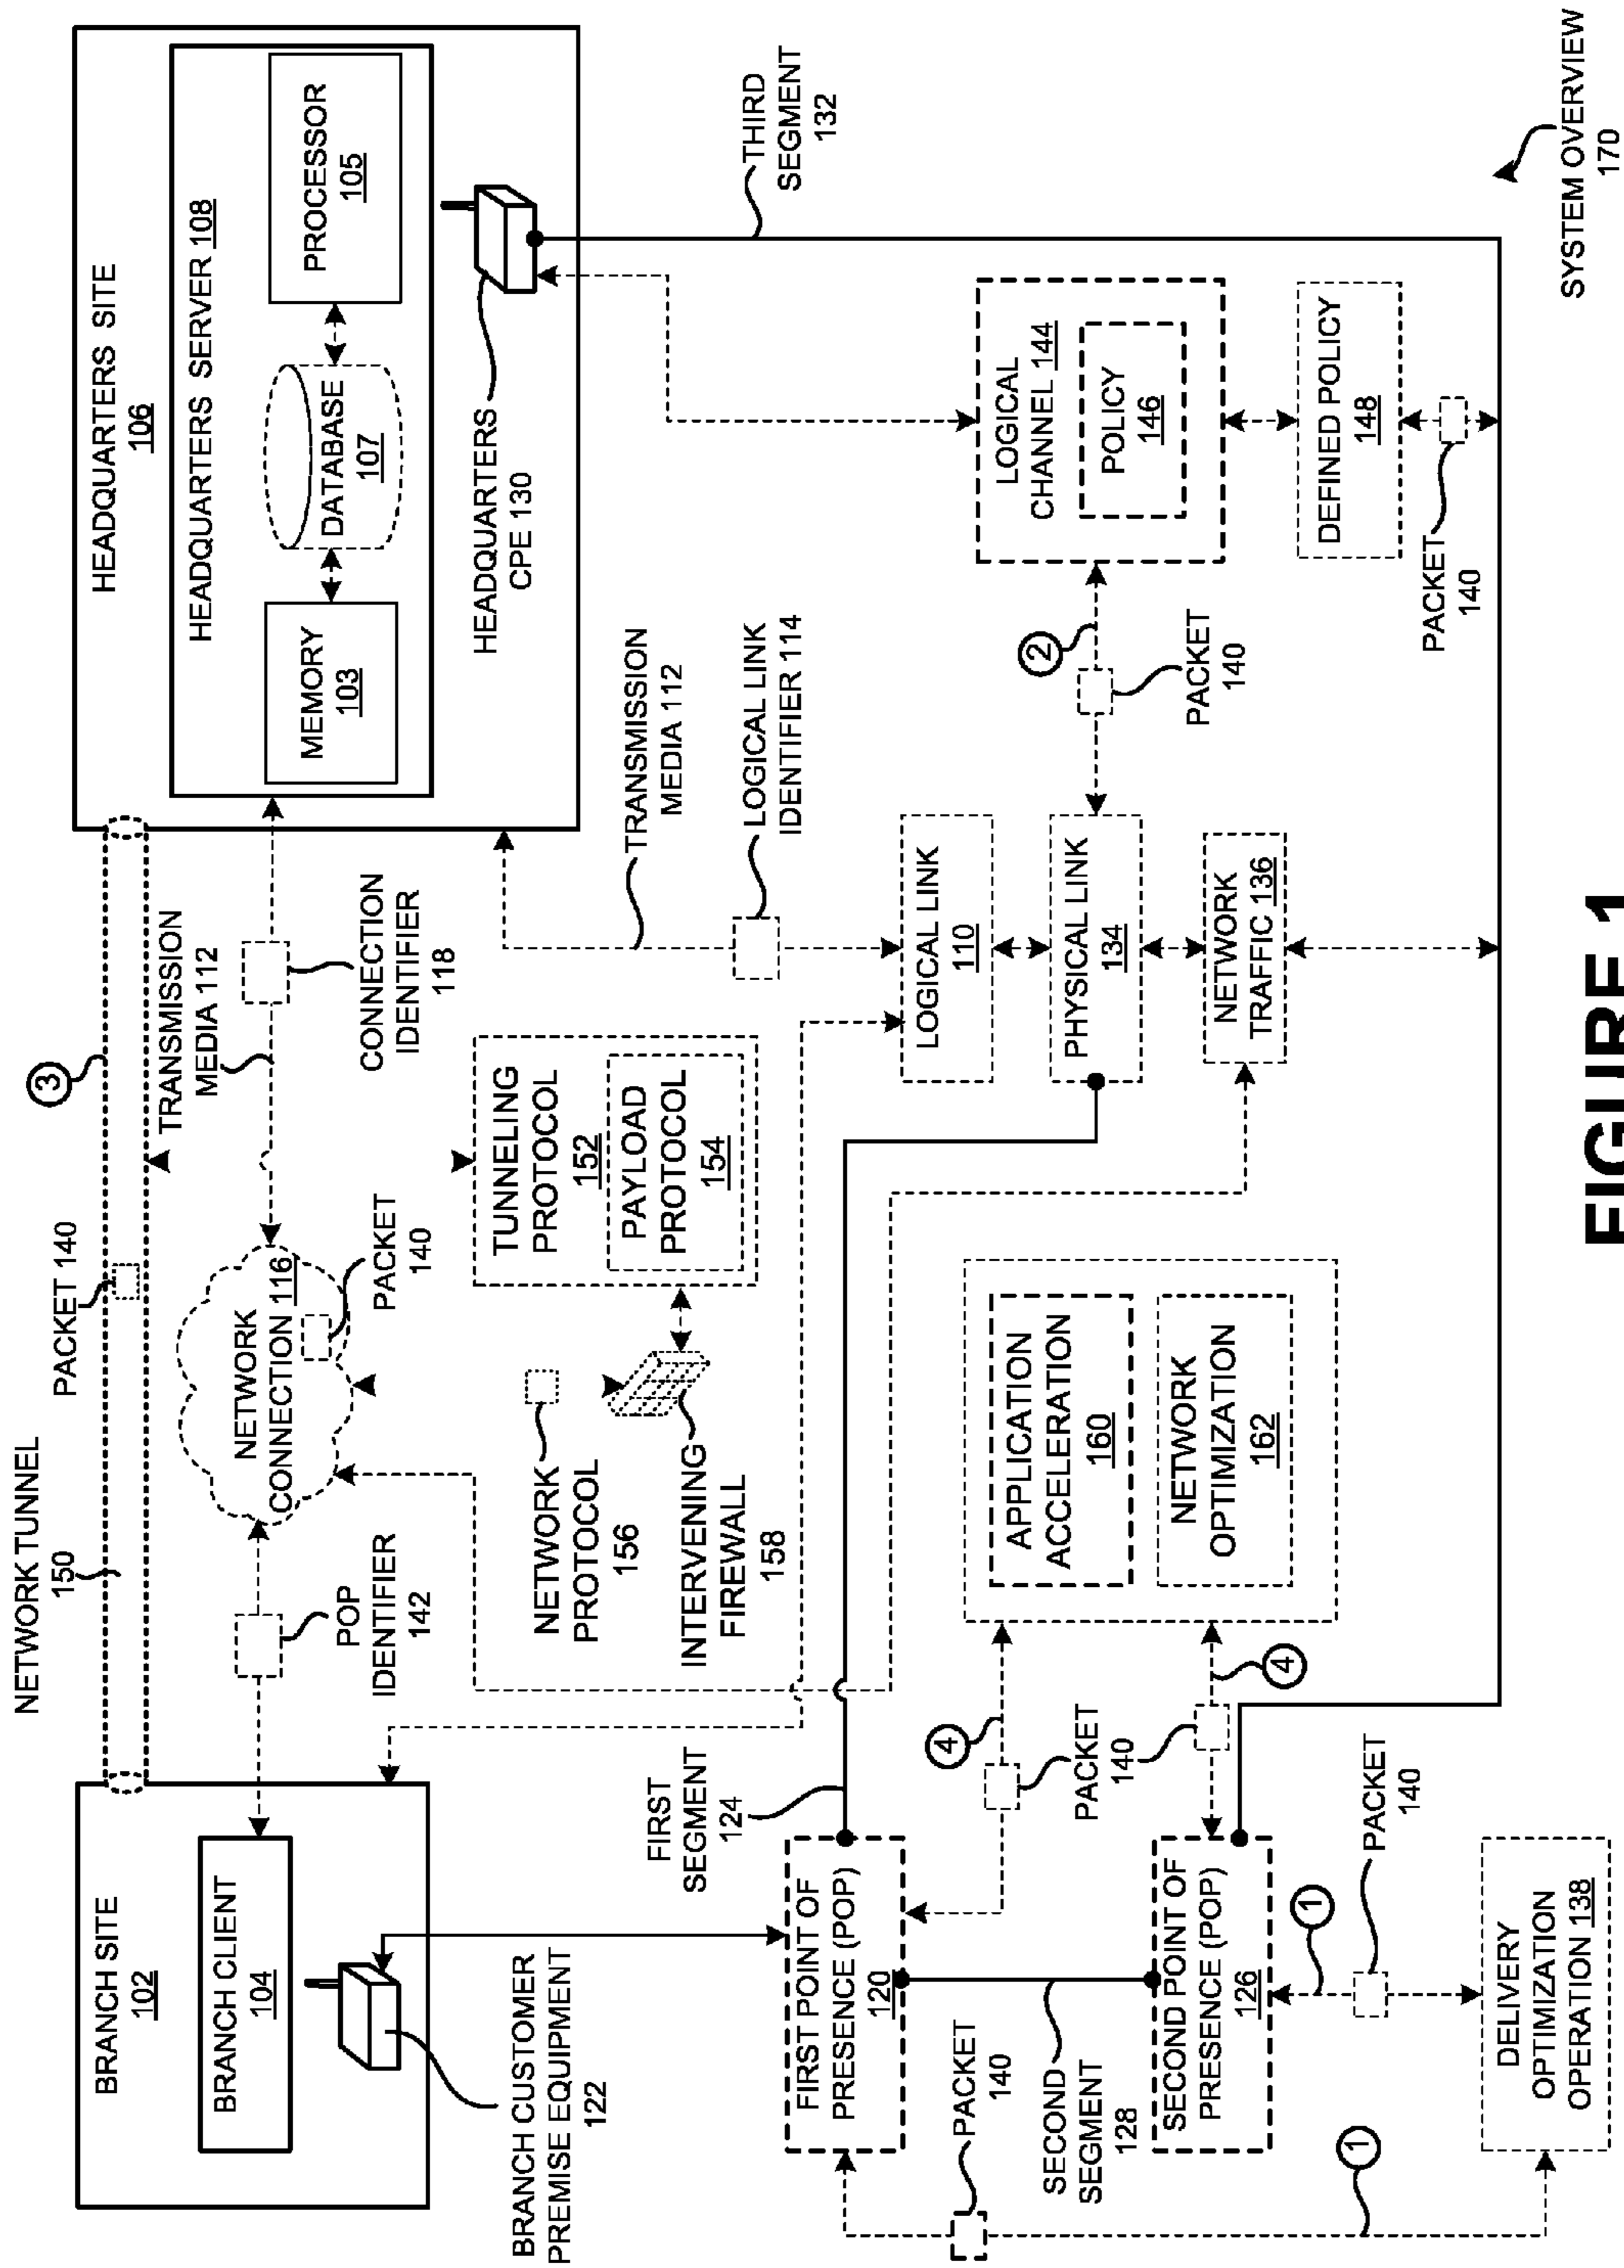 NETWORK TUNNEL
150
PACKET 140
3
HEADQUARTERS SITE
106
HEADQUARTERS SERVER 108
MEMORY
103
DATABASE
107
PROCESSOR
105
HEADQUARTERS
CPE 130
BRANCH SITE
102
BRANCH CLIENT
104
BRANCH CUSTOMER
PREMISE EQUIPMENT
122
POP
IDENTIFIER
142
NETWORK
CONNECTION 116
PACKET
140
TRANSMISSION
MEDIA 112
CONNECTION
IDENTIFIER
118
TUNNELING
PROTOCOL
152
PAYLOAD
PROTOCOL
154
NETWORK
PROTOCOL
156
INTERVENING
FIREWALL
158
TRANSMISSION
MEDIA 112
LOGICAL LINK
IDENTIFIER 114
THIRD
SEGMENT
132
FIRST
SEGMENT
124
FIRST POINT OF
PRESENCE (POP)
120
4
PACKET
140
4
APPLICATION
ACCELERATION
160
NETWORK
OPTIMIZATION
162
LOGICAL LINK
110
PHYSICAL LINK
134
NETWORK
TRAFFIC 136
2
PACKET
140
LOGICAL
CHANNEL 144
POLICY
146
DEFINED POLICY
148
PACKET
140
PACKET
140
SECOND
SEGMENT
128
SECOND POINT OF
PRESENCE (POP)
126
1
PACKET
140
1
DELIVERY
OPTIMIZATION
OPERATION 138
SYSTEM OVERVIEW
170
FIGURE 1